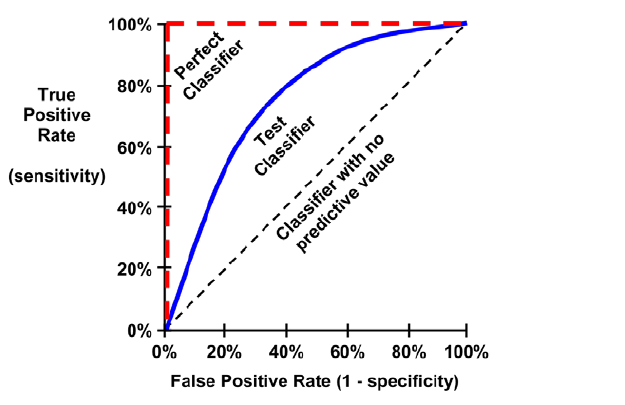 100%
80%
60%
40%
20%
0%
True
Positive
Rate
(sensitivity)
Perfect
Classifier
Test
Classifier
Classifier with no
predictive value
0%
20%
40%
60%
80%
100%
False Positive Rate (1 - specificity)